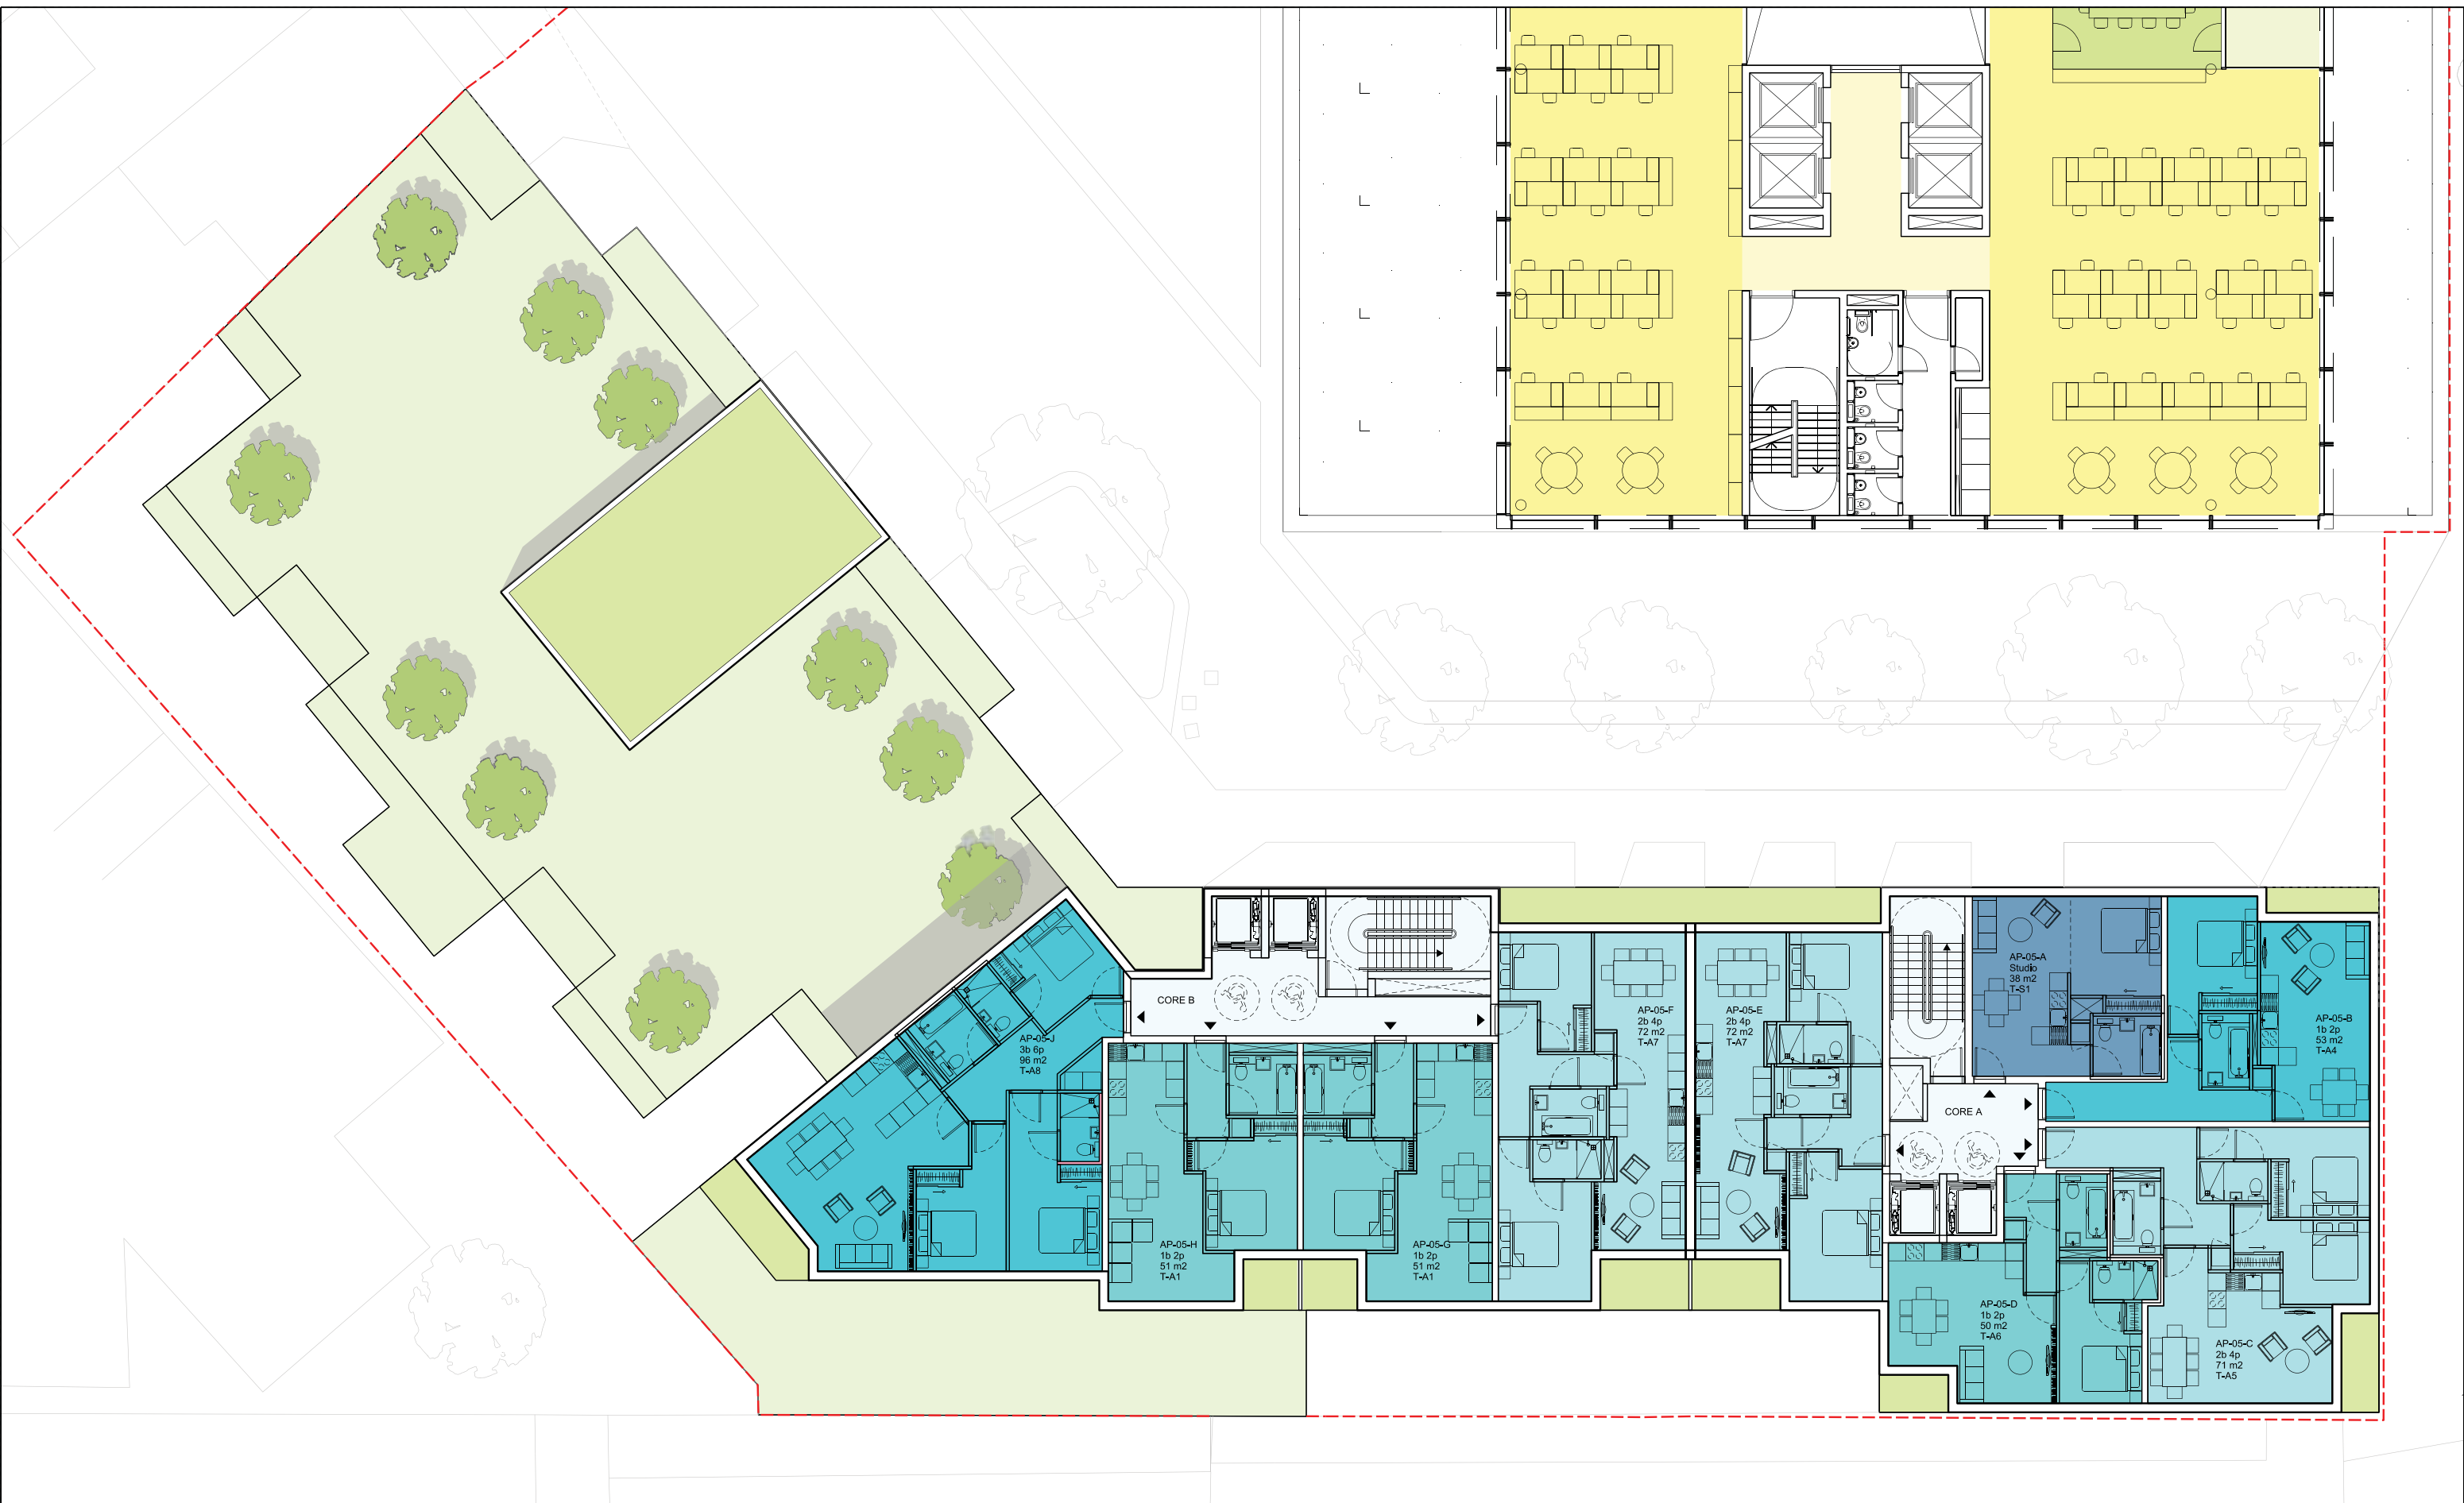 CORE B
AP-05-J
3b 6p
96 m2
T-A8
AP-05-H
1b 2p
51 m2
T-A1
AP-05-G
1b 2p
51 m2
T-A1
AP-05-F
2b 4p
72 m2
T-A7
AP-05-E
2b 4p
72 m2
T-A7
AP-05-A
Studio
38 m2
T-S1
AP-05-B
1b 2p
53 m2
T-A4
CORE A
AP-05-D
1b 2p
50 m2
T-A6
AP-05-C
2b 4p
71 m2
T-A5